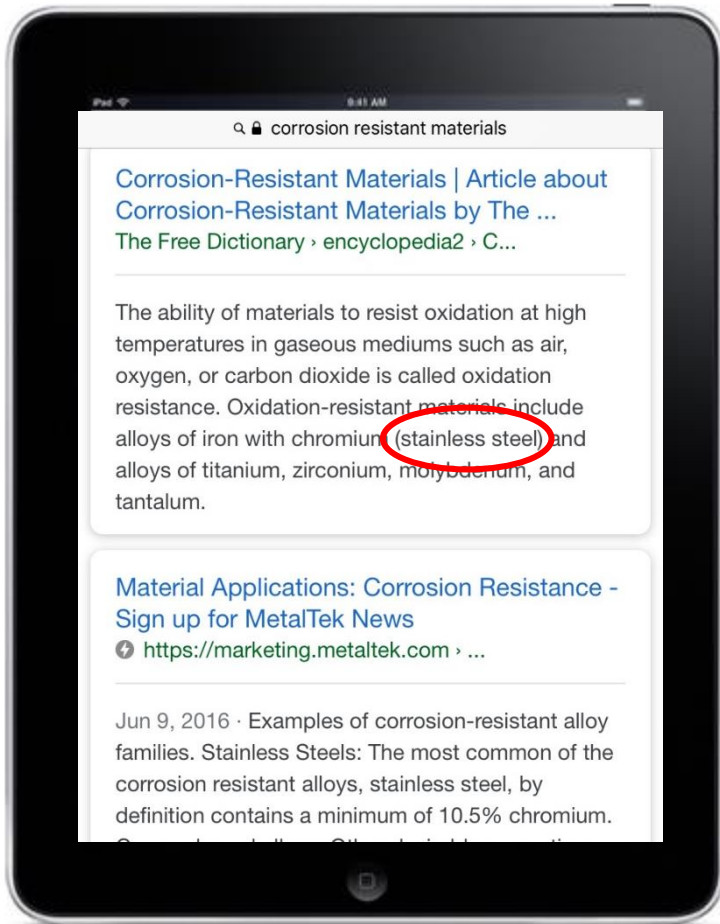 iPad
9:41 AM
corrosion resistant materials
Corrosion-Resistant Materials | Article about
Corrosion-Resistant Materials by The ...
The Free Dictionary › encyclopedia2 › C...
The ability of materials to resist oxidation at high
temperatures in gaseous mediums such as air,
oxygen, or carbon dioxide is called oxidation
resistance. Oxidation-resistant materials include
alloys of iron with chromium (stainless steel) and
alloys of titanium, zirconium, molybdenum, and
tantalum.
Material Applications: Corrosion Resistance -
Sign up for MetalTek News
https://marketing.metaltek.com › ...
Jun 9, 2016 · Examples of corrosion-resistant alloy
families. Stainless Steels: The most common of the
corrosion resistant alloys, stainless steel, by
definition contains a minimum of 10.5% chromium.